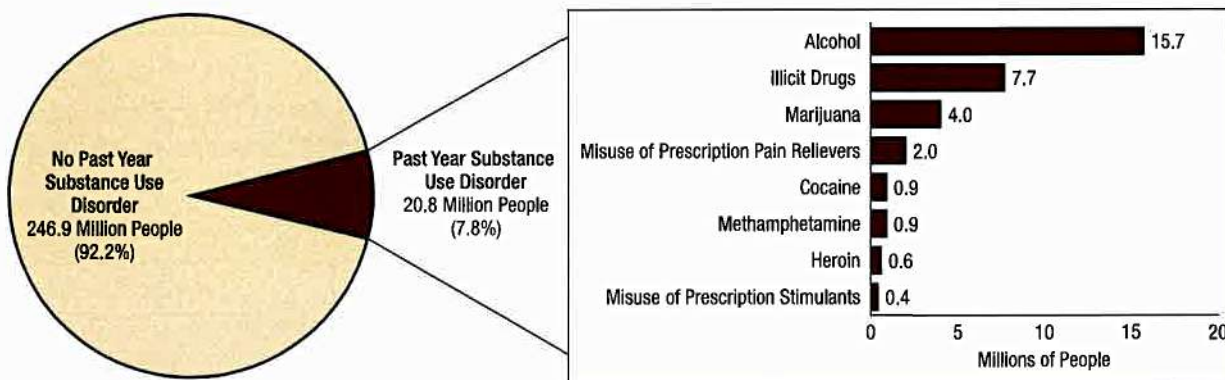 No Past Year
Substance Use
Disorder
246.9 Million People
(92.2%)
Past Year Substance
Use Disorder
20.8 Million People
(7.8%)
Alcohol 15.7
Illicit Drugs 7.7
Marijuana 4.0
Misuse of Prescription Pain Relievers 2.0
Cocaine 0.9
Methamphetamine 0.9
Heroin 0.6
Misuse of Prescription Stimulants 0.4
0 5 10 15 20
Millions of People